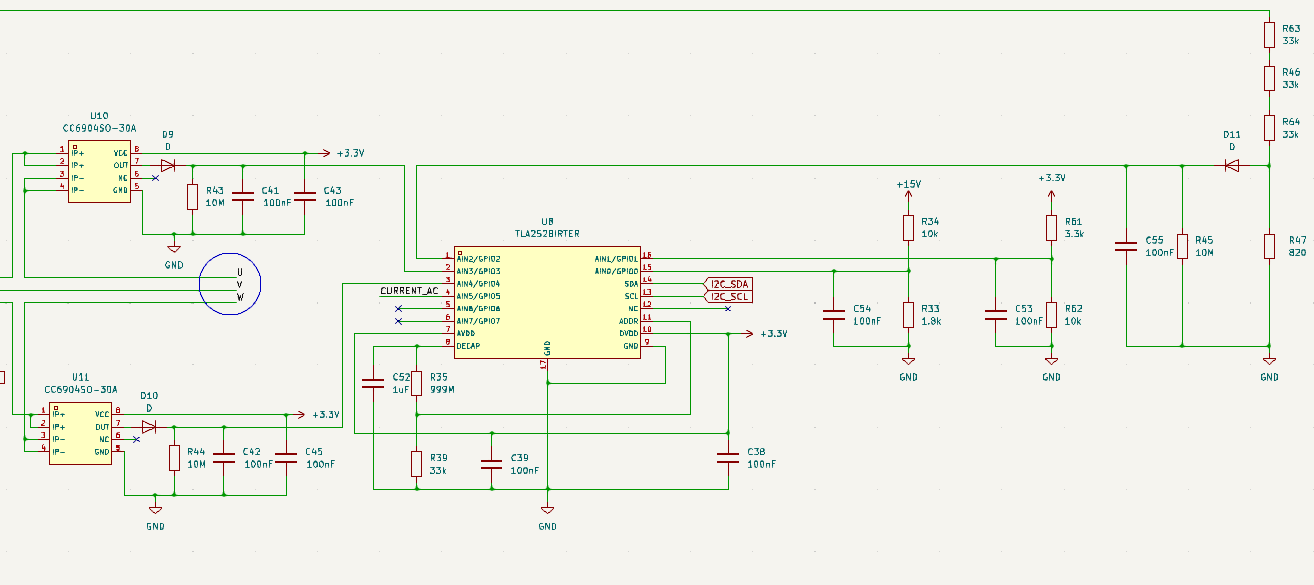 R63
33k
R46
33k
R64
33k
U10
CC6904SO-30A
1 IP+ VCC 8
2 IP+ OUT 7
3 IP- NC 6
4 IP- GND 5
D9
D
+3.3V
R43
10M
C41
100nF
C43
100nF
GND
U
V
W
D11
D
+15V
+3.3V
R34
10k
R61
3.3k
C55
100nF
R45
10M
R47
820
U8
TLA2528IRTER
1 AIN2/GPIO2 AIN1/GPIO1 16
2 AIN3/GPIO3 AIN0/GPIO0 15
3 AIN4/GPIO4 SDA 14
4 AIN5/GPIO5 SCL 13
5 AIN6/GPIO6 NC 12
6 AIN7/GPIO7 ADDR 11
7 AVDD DVDD 10
8 DECAP GND 9
GND
17
CURRENT_AC
I2C_SDA
I2C_SCL
+3.3V
C54
100nF
R33
1.8k
C53
100nF
R62
10k
GND
GND
GND
U11
CC6904SO-30A
1 IP+ VCC 8
2 IP+ OUT 7
3 IP- NC 6
4 IP- GND 5
D10
D
+3.3V
R44
10M
C42
100nF
C45
100nF
GND
C52
1uF
R35
999M
R39
33k
C39
100nF
C38
100nF
GND